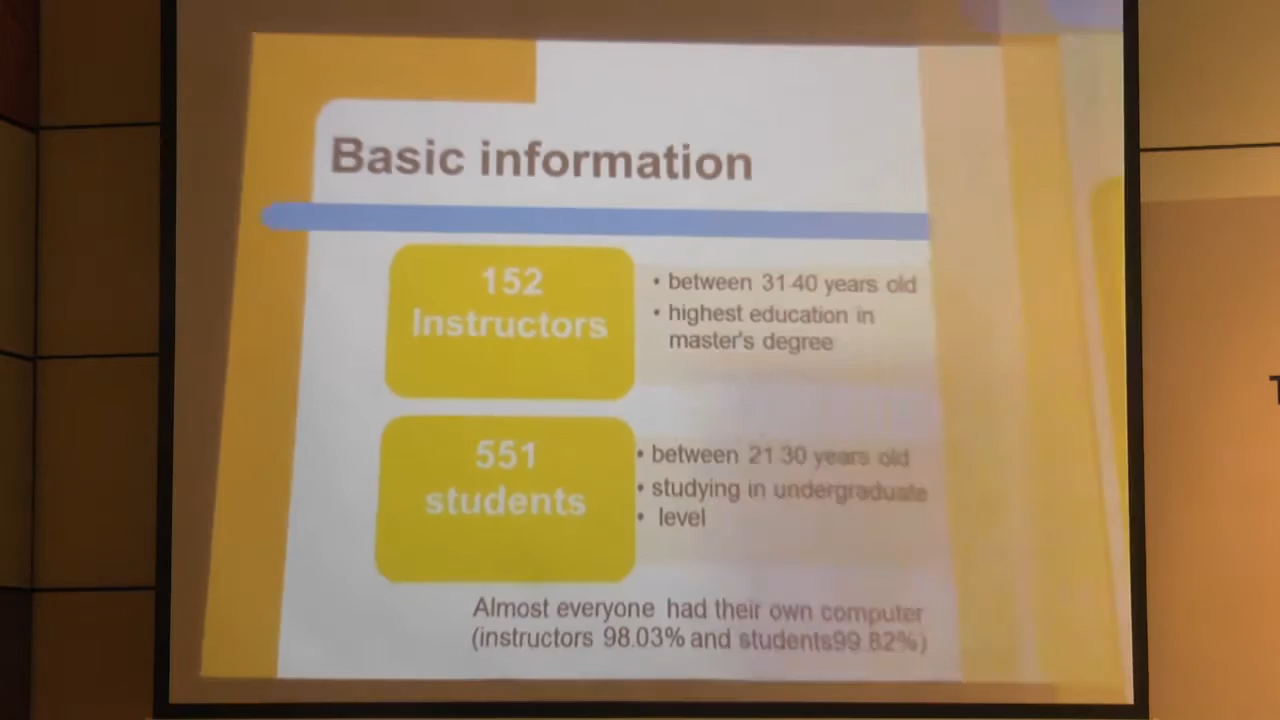 Basic information
152
Instructors
• between 31-40 years old
• highest education in
master's degree
551
students
• between 21 30 years old
• studying in undergraduate
• level
Almost everyone had their own computer
(instructors 98.03% and students99.82%)
T